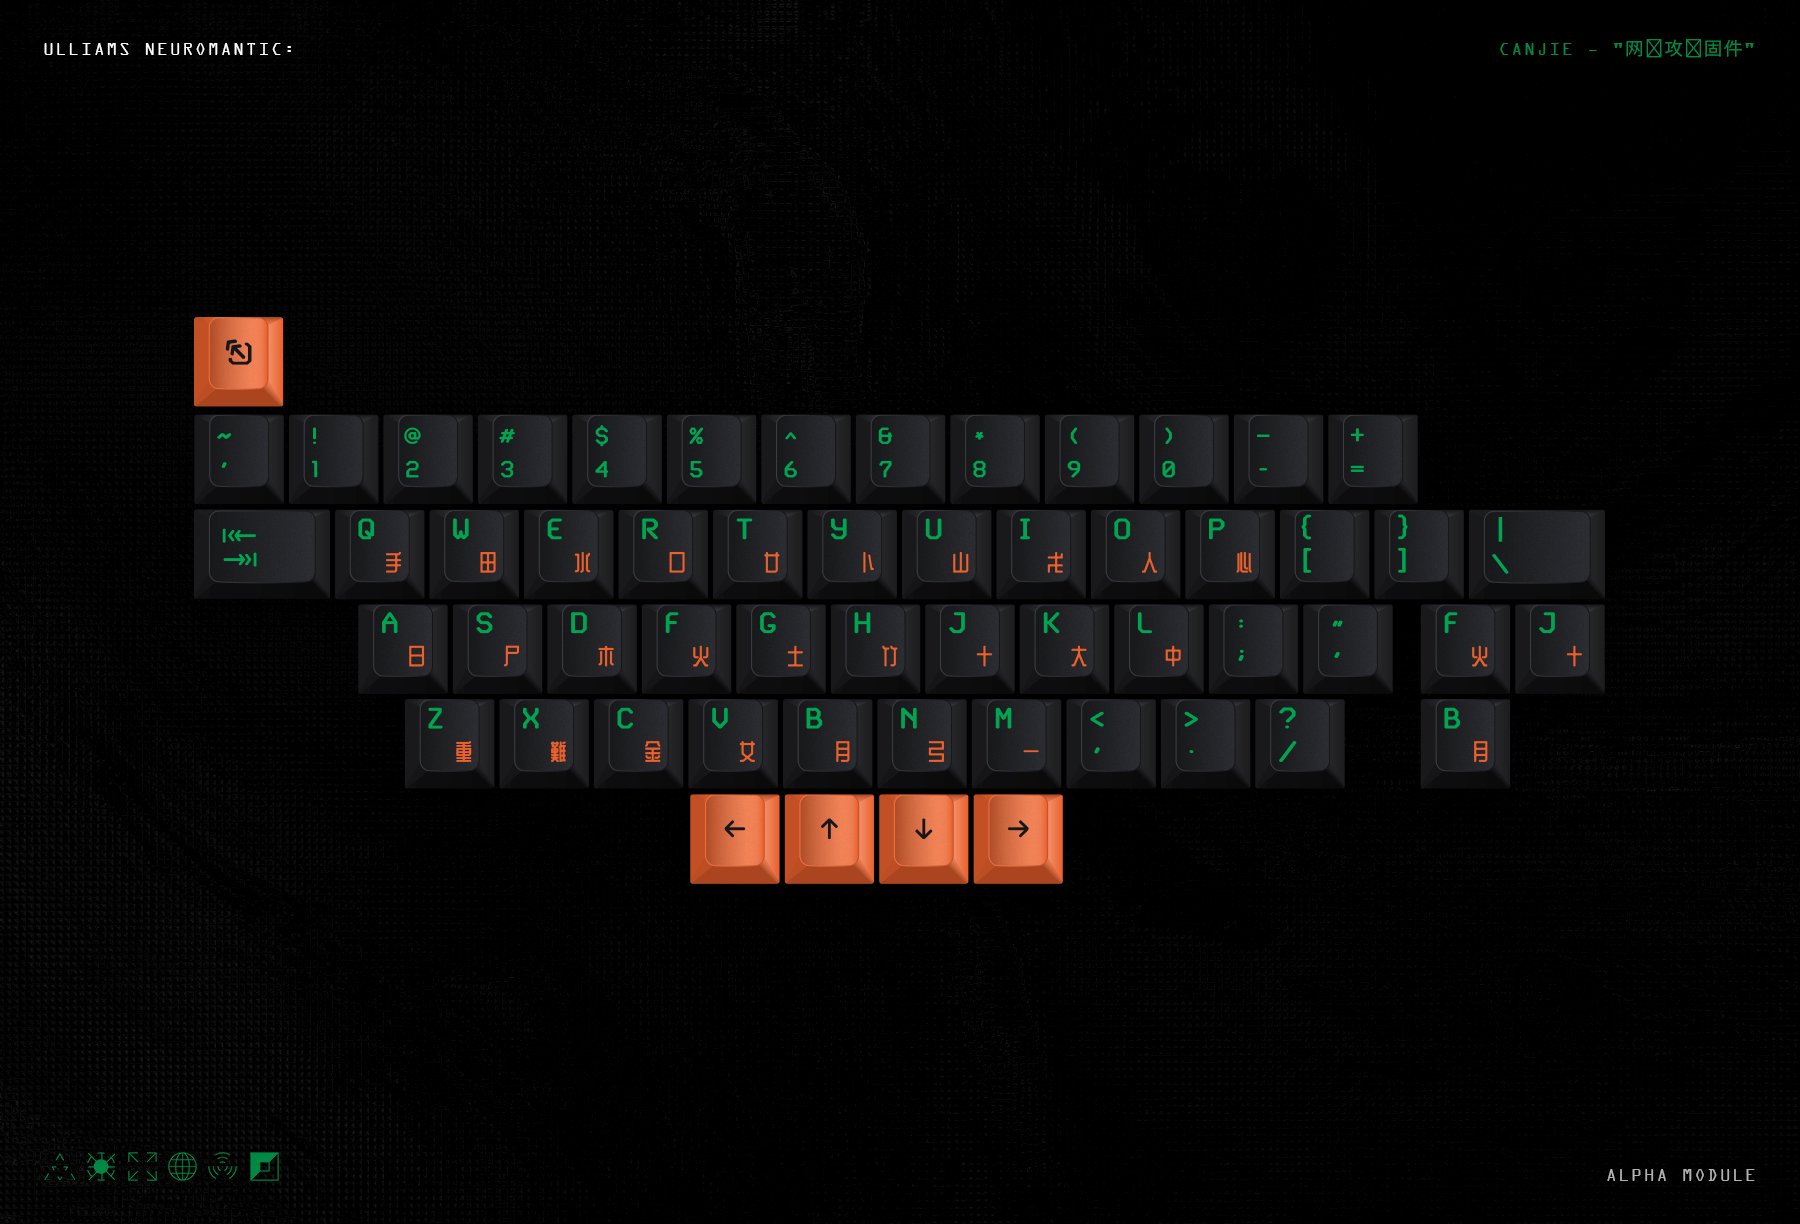 ULLIAMS NEUROMANTIC:
CANJIE - "网☒攻☒固件"
~ ! @ # $ % ^ & * ( ) — +
' 1 2 3 4 5 6 7 8 9 0 - =
Q W E R T Y U I O P { } |
手 田 水 口 廿 卜 山 戈 人 心 [ ] \
A S D F G H J K L : " F J
日 尸 木 火 土 竹 十 大 中 ; ' 火 十
Z X C V B N M < > ? B
重 難 金 女 月 弓 一 , . / 月
← ↑ ↓ →
ALPHA MODULE